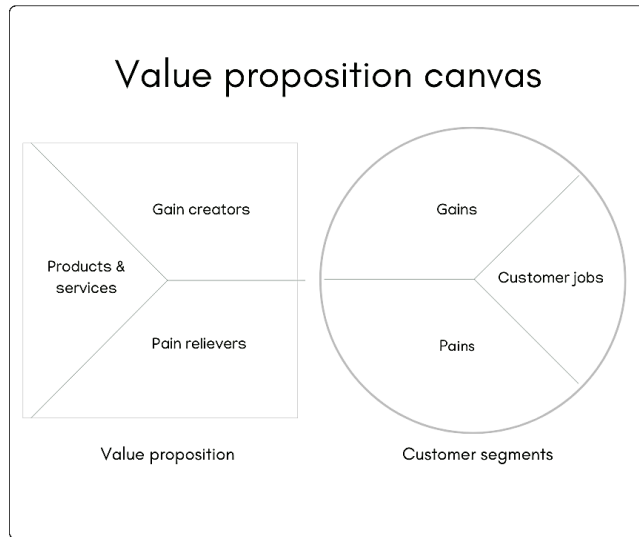 Value proposition canvas
Gain creators
Products &
services
Pain relievers
Value proposition
Gains
Customer jobs
Pains
Customer segments